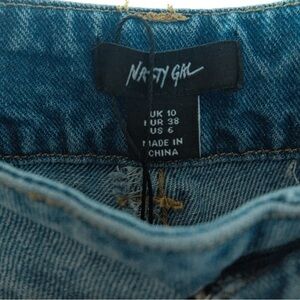 NASTY GAL
UK 10
EUR 38
US 6
MADE IN
CHINA